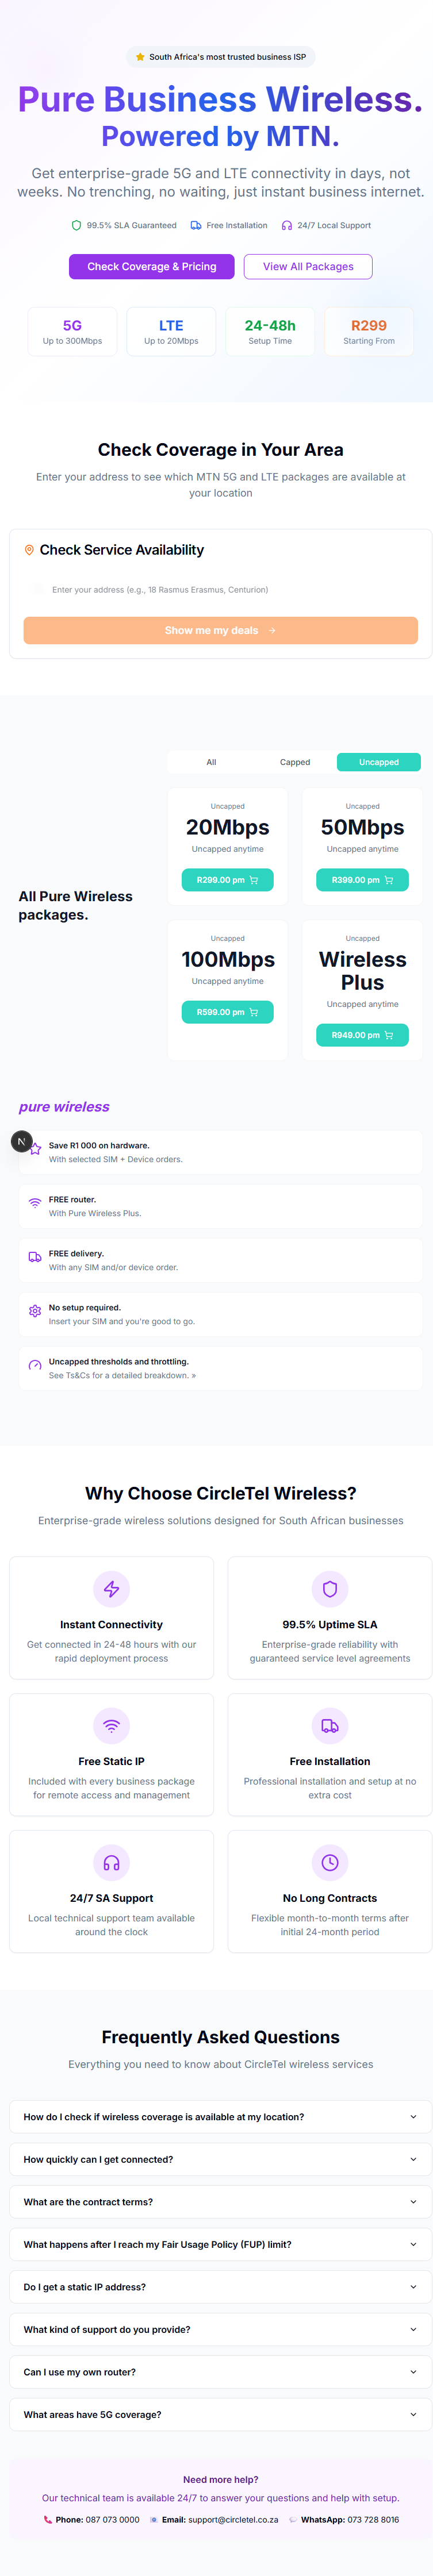 South Africa's most trusted business ISP
Pure Business Wireless.
Powered by MTN.
Get enterprise-grade 5G and LTE connectivity in days, not
weeks. No trenching, no waiting, just instant business internet.
99.5% SLA Guaranteed
Free Installation
24/7 Local Support
Check Coverage & Pricing
View All Packages
5G
Up to 300Mbps
LTE
Up to 20Mbps
24-48h
Setup Time
R299
Starting From
Check Coverage in Your Area
Enter your address to see which MTN 5G and LTE packages are available at
your location
Check Service Availability
Enter your address (e.g., 18 Rasmus Erasmus, Centurion)
Show me my deals →
All
Capped
Uncapped
All Pure Wireless
packages.
Uncapped
20Mbps
Uncapped anytime
R299.00 pm
Uncapped
50Mbps
Uncapped anytime
R399.00 pm
Uncapped
100Mbps
Uncapped anytime
R599.00 pm
Uncapped
Wireless
Plus
Uncapped anytime
R949.00 pm
pure wireless
N
Save R1 000 on hardware.
With selected SIM + Device orders.
FREE router.
With Pure Wireless Plus.
FREE delivery.
With any SIM and/or device order.
No setup required.
Insert your SIM and you're good to go.
Uncapped thresholds and throttling.
See Ts&Cs for a detailed breakdown. »
Why Choose CircleTel Wireless?
Enterprise-grade wireless solutions designed for South African businesses
Instant Connectivity
Get connected in 24-48 hours with our
rapid deployment process
99.5% Uptime SLA
Enterprise-grade reliability with
guaranteed service level agreements
Free Static IP
Included with every business package
for remote access and management
Free Installation
Professional installation and setup at no
extra cost
24/7 SA Support
Local technical support team available
around the clock
No Long Contracts
Flexible month-to-month terms after
initial 24-month period
Frequently Asked Questions
Everything you need to know about CircleTel wireless services
How do I check if wireless coverage is available at my location?
How quickly can I get connected?
What are the contract terms?
What happens after I reach my Fair Usage Policy (FUP) limit?
Do I get a static IP address?
What kind of support do you provide?
Can I use my own router?
What areas have 5G coverage?
Need more help?
Our technical team is available 24/7 to answer your questions and help with setup.
Phone: 087 073 0000
Email: support@circletel.co.za
WhatsApp: 073 728 8016